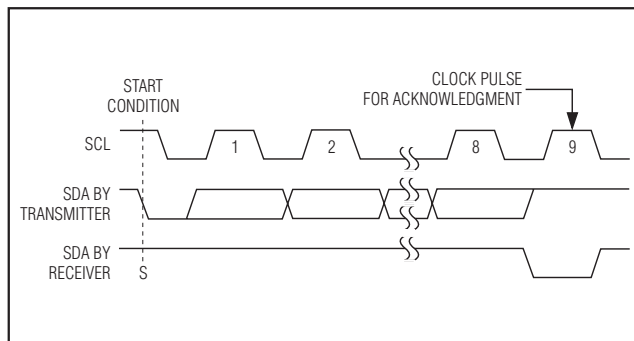 START
CONDITION
CLOCK PULSE
FOR ACKNOWLEDGMENT
SCL
1
2
8
9
SDA BY
TRANSMITTER
SDA BY
RECEIVER
S